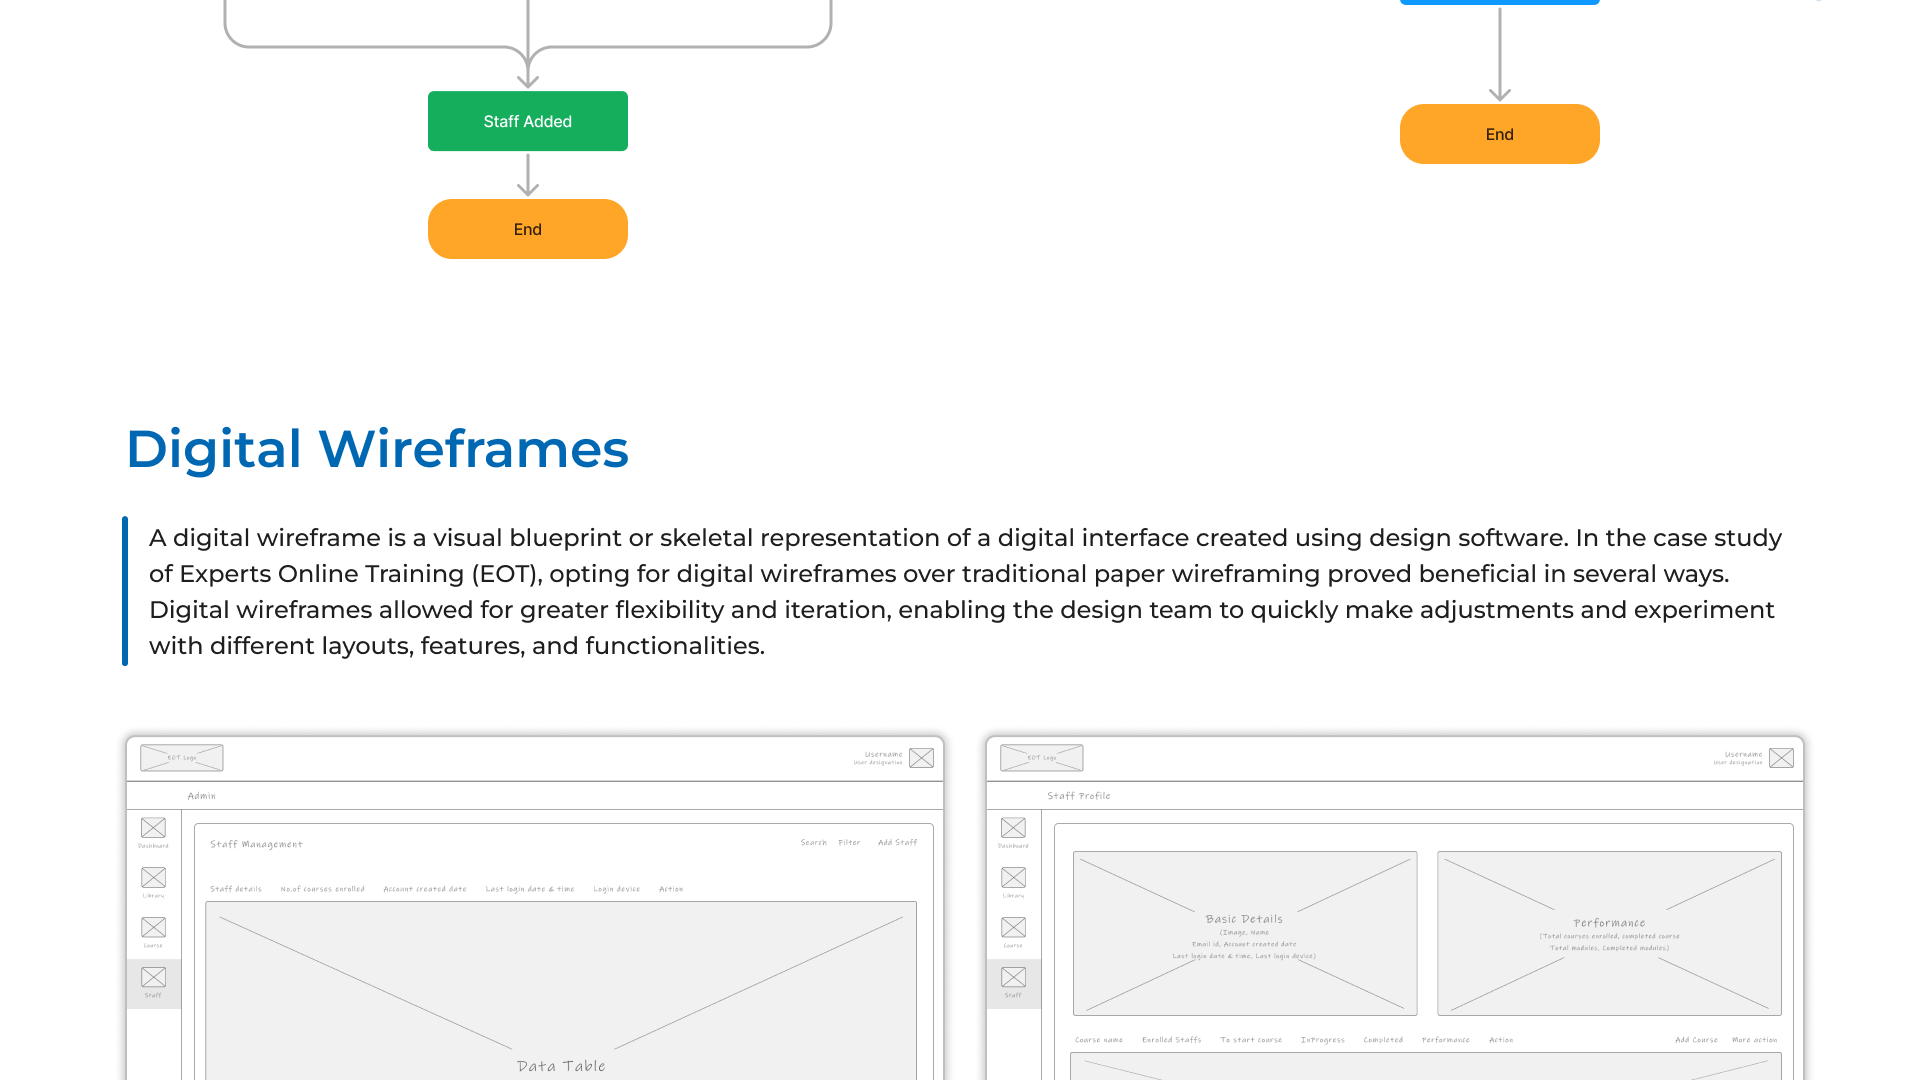 Staff Added
End
End
Digital Wireframes
A digital wireframe is a visual blueprint or skeletal representation of a digital interface created using design software. In the case study
of Experts Online Training (EOT), opting for digital wireframes over traditional paper wireframing proved beneficial in several ways.
Digital wireframes allowed for greater flexibility and iteration, enabling the design team to quickly make adjustments and experiment
with different layouts, features, and functionalities.
EOT Logo
Username
User designation
Admin
Dashboard
Library
Course
Staff
Staff Management
Search Filter Add Staff
Staff details No.of courses enrolled Account created date Last login date & time Login device Action
Data Table
EOT Logo
Username
User designation
Staff Profile
Dashboard
Library
Course
Staff
Basic Details
(Image, Name
Email id, Account created date
Last login date & time, Last login device)
Performance
(Total courses enrolled, completed course
Total modules, Completed modules)
Course name Enrolled Staffs To start course InProgress Completed Performance Action Add Course More action